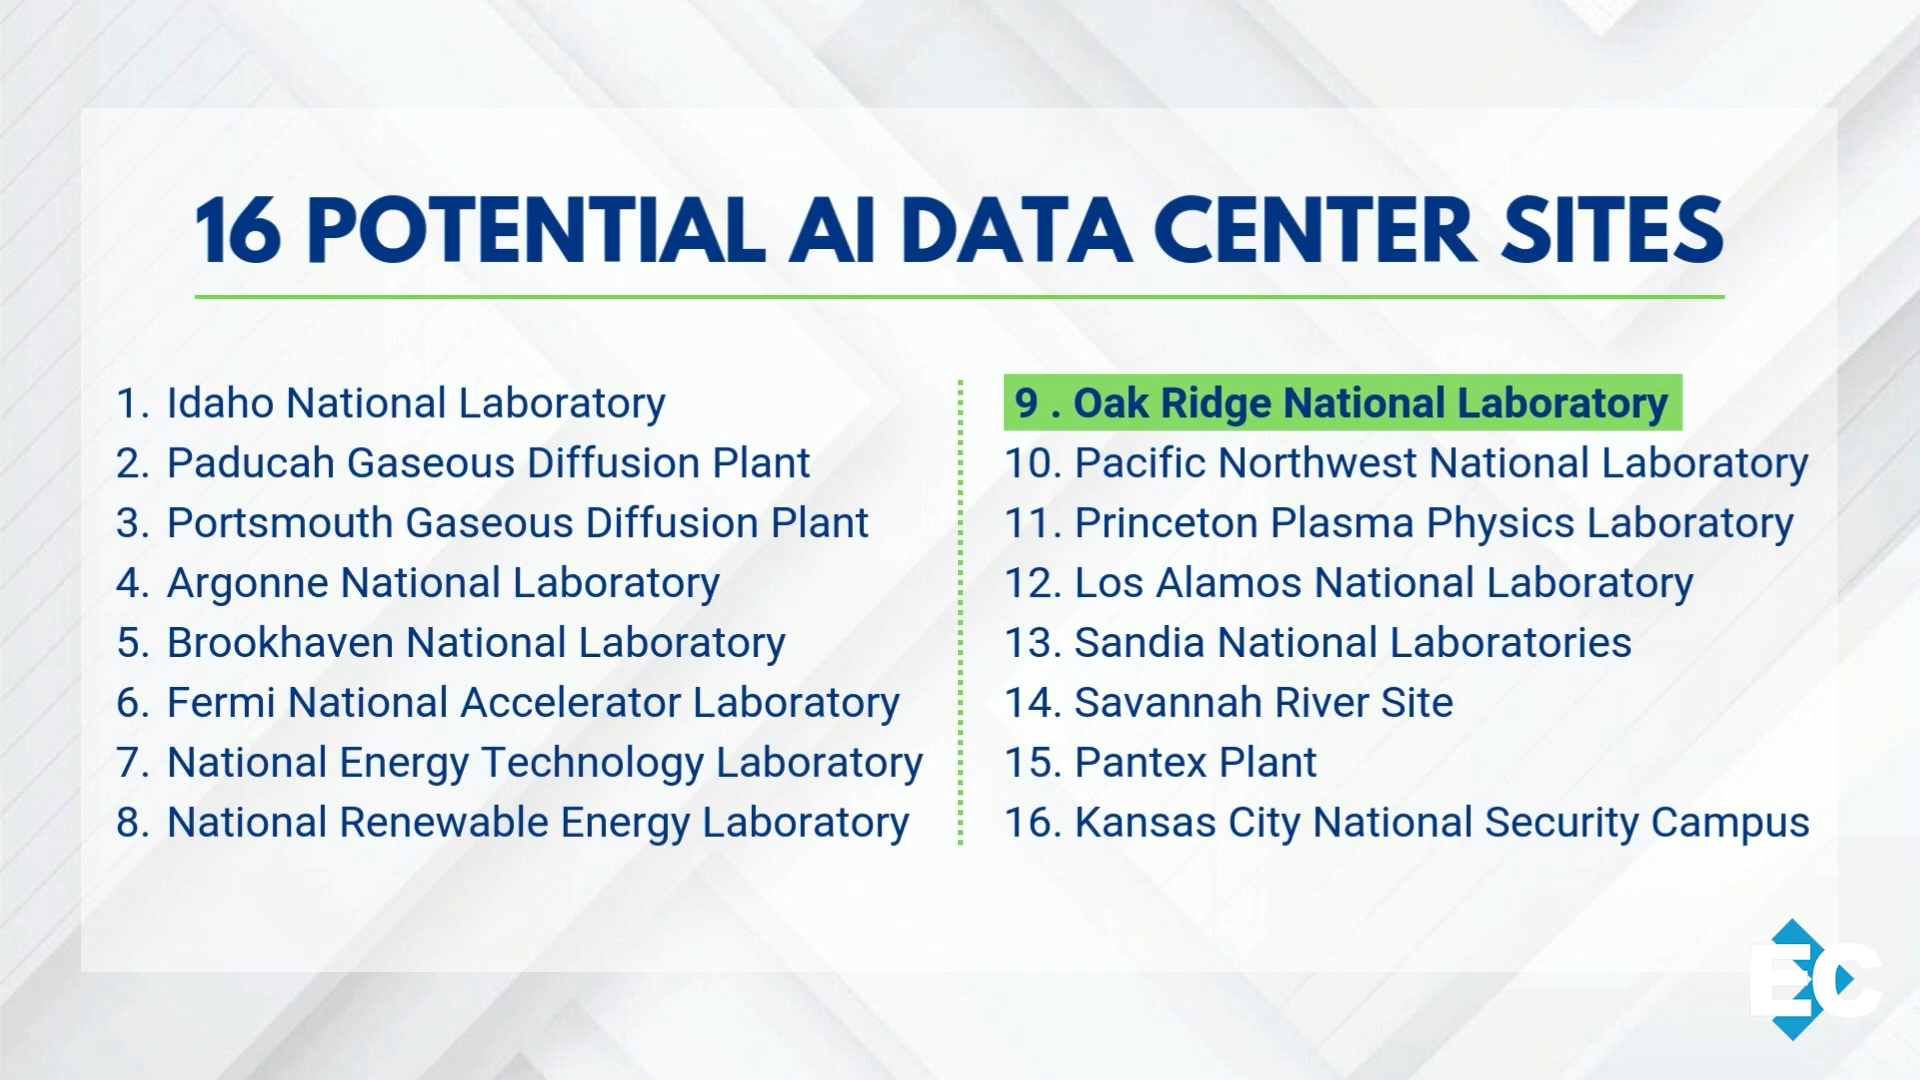 16 POTENTIAL AI DATA CENTER SITES
1. Idaho National Laboratory
2. Paducah Gaseous Diffusion Plant
3. Portsmouth Gaseous Diffusion Plant
4. Argonne National Laboratory
5. Brookhaven National Laboratory
6. Fermi National Accelerator Laboratory
7. National Energy Technology Laboratory
8. National Renewable Energy Laboratory
9 . Oak Ridge National Laboratory
10. Pacific Northwest National Laboratory
11. Princeton Plasma Physics Laboratory
12. Los Alamos National Laboratory
13. Sandia National Laboratories
14. Savannah River Site
15. Pantex Plant
16. Kansas City National Security Campus
EC